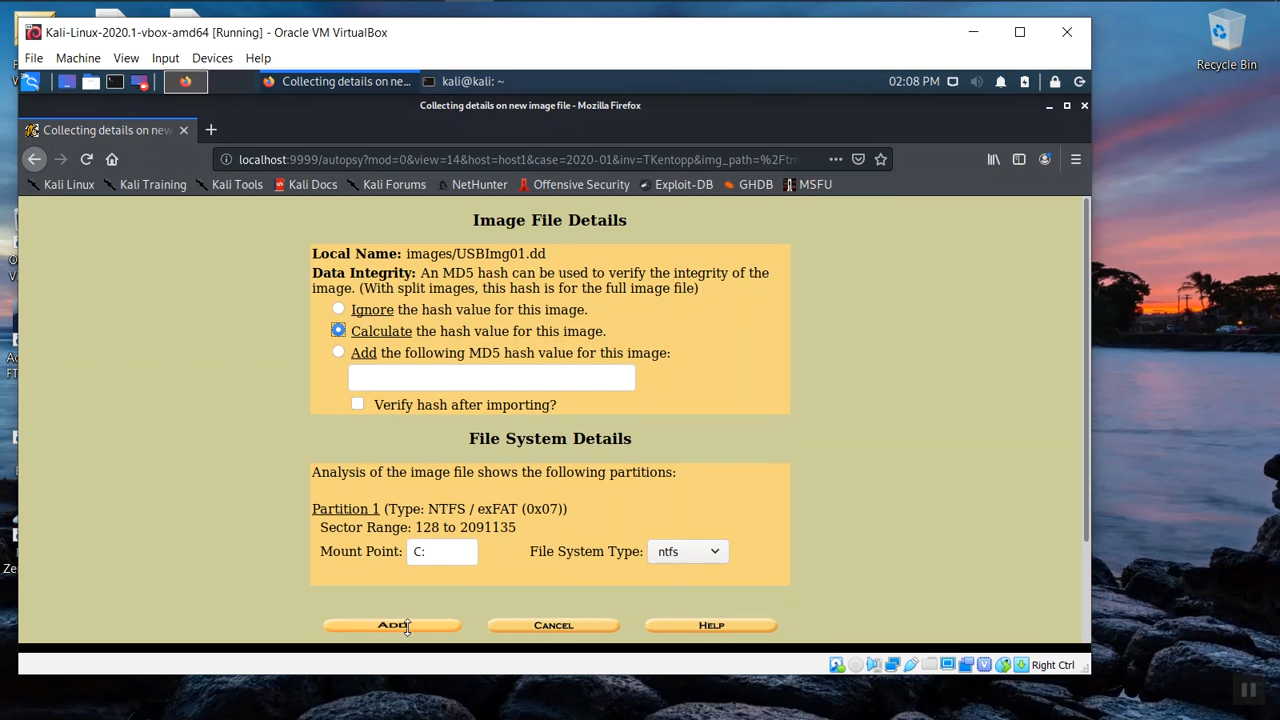 Kali-Linux-2020.1-vbox-amd64 [Running] - Oracle VM VirtualBox
Recycle Bin
File Machine View Input Devices Help
Collecting details on ne... kali@kali: ~ 02:08 PM
Collecting details on new image file - Mozilla Firefox
Collecting details on new
localhost:9999/autopsy?mod=0&view=14&host=host1&case=2020-01&inv=TKentopp&img_path=%2Ftm
Kali Linux Kali Training Kali Tools Kali Docs Kali Forums NetHunter Offensive Security Exploit-DB GHDB MSFU
Image File Details
Local Name: images/USBImg01.dd
Data Integrity: An MD5 hash can be used to verify the integrity of the
image. (With split images, this hash is for the full image file)
Ignore the hash value for this image.
Calculate the hash value for this image.
Add the following MD5 hash value for this image:
Verify hash after importing?
File System Details
Analysis of the image file shows the following partitions:
Partition 1 (Type: NTFS / exFAT (0x07))
Sector Range: 128 to 2091135
Mount Point: C: File System Type: ntfs
ADD CANCEL HELP
Right Ctrl